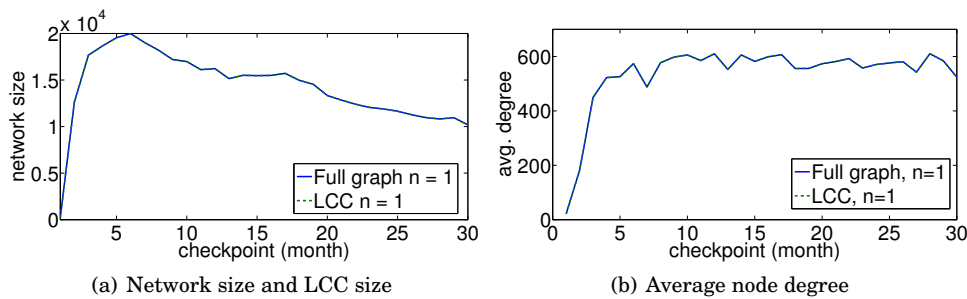 2 x 10^4
1.5
1
0.5
0
5 10 15 20 25 30
network size
checkpoint (month)
Full graph n = 1
LCC n = 1
(a) Network size and LCC size
600
400
200
0
0 5 10 15 20 25 30
avg. degree
checkpoint (month)
Full graph, n=1
LCC, n=1
(b) Average node degree